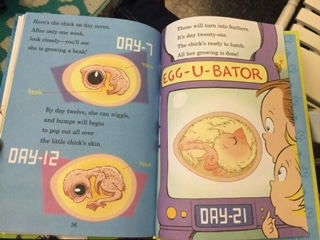 Here's the chick on day seven.
After only one week,
look closely—you'll see
she is growing a beak!
DAY-7
beak
By day twelve, she can wiggle,
and bumps will begin
to pop out all over
the little chick's skin.
DAY-12
26
These will turn into feathers.
It's day twenty-one.
The chick's ready to hatch.
All her growing is done!
EGG-U-BATOR
DAY-21